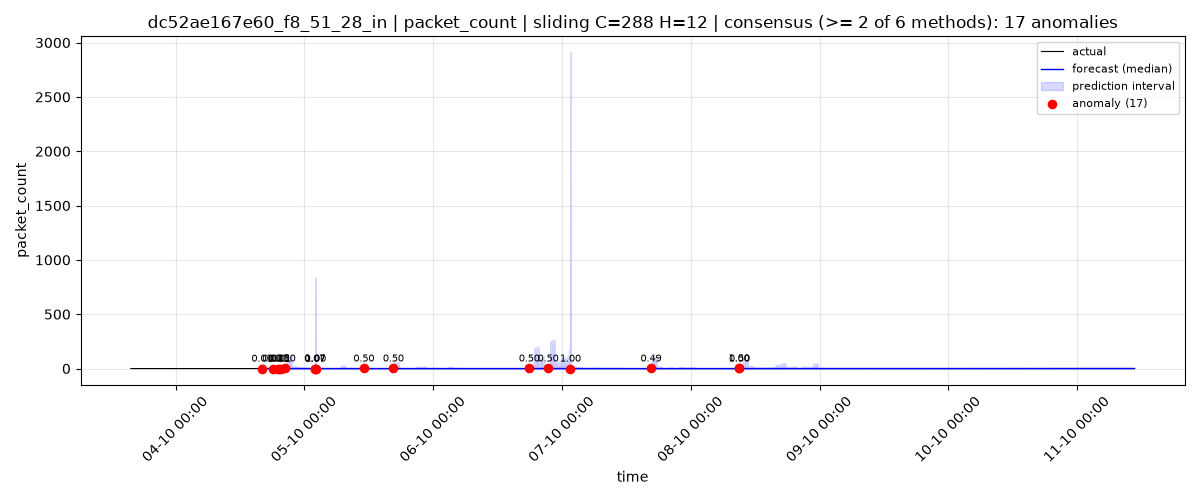 dc52ae167e60_f8_51_28_in | packet_count | sliding C=288 H=12 | consensus (>= 2 of 6 methods): 17 anomalies
packet_count
3000
2500
2000
1500
1000
500
0
actual
forecast (median)
prediction interval
anomaly (17)
0.50 0.50 0.50 0.50 1.00 0.49
04-10 00:00
05-10 00:00
06-10 00:00
07-10 00:00
08-10 00:00
09-10 00:00
10-10 00:00
11-10 00:00
time